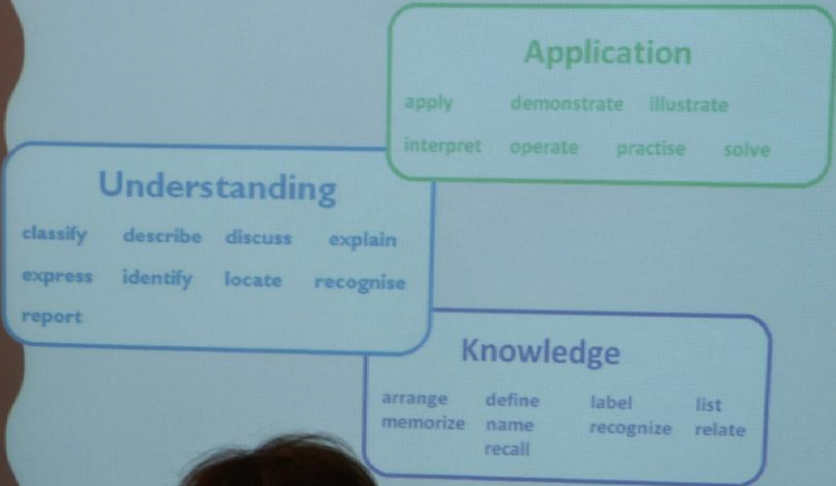 Application
apply demonstrate illustrate
interpret operate practise solve
Understanding
classify describe discuss explain
express identify locate recognise
report
Knowledge
arrange define label list
memorize name recognize relate
recall